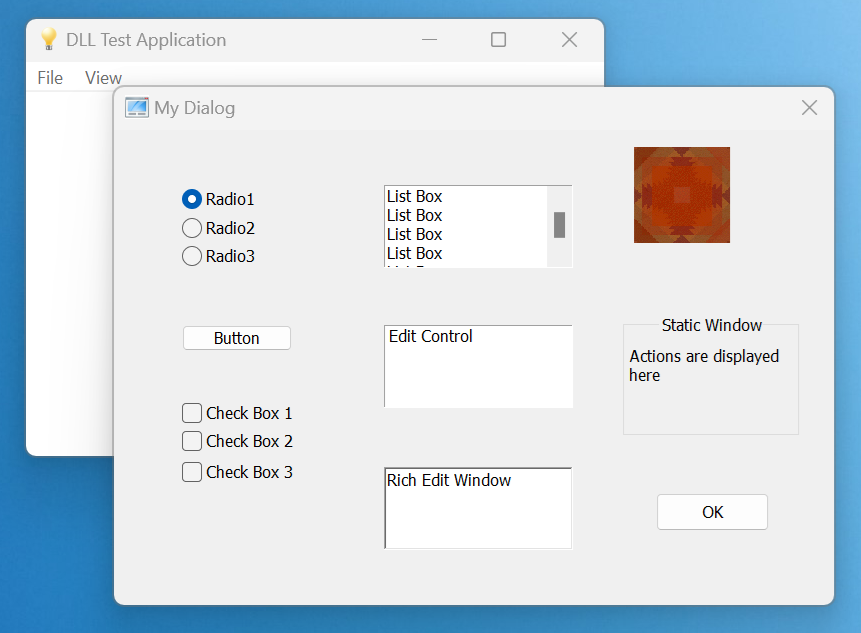 DLL Test Application
File View
My Dialog
Radio1
Radio2
Radio3
List Box
List Box
List Box
List Box
Button
Edit Control
Static Window
Actions are displayed
here
Check Box 1
Check Box 2
Check Box 3
Rich Edit Window
OK